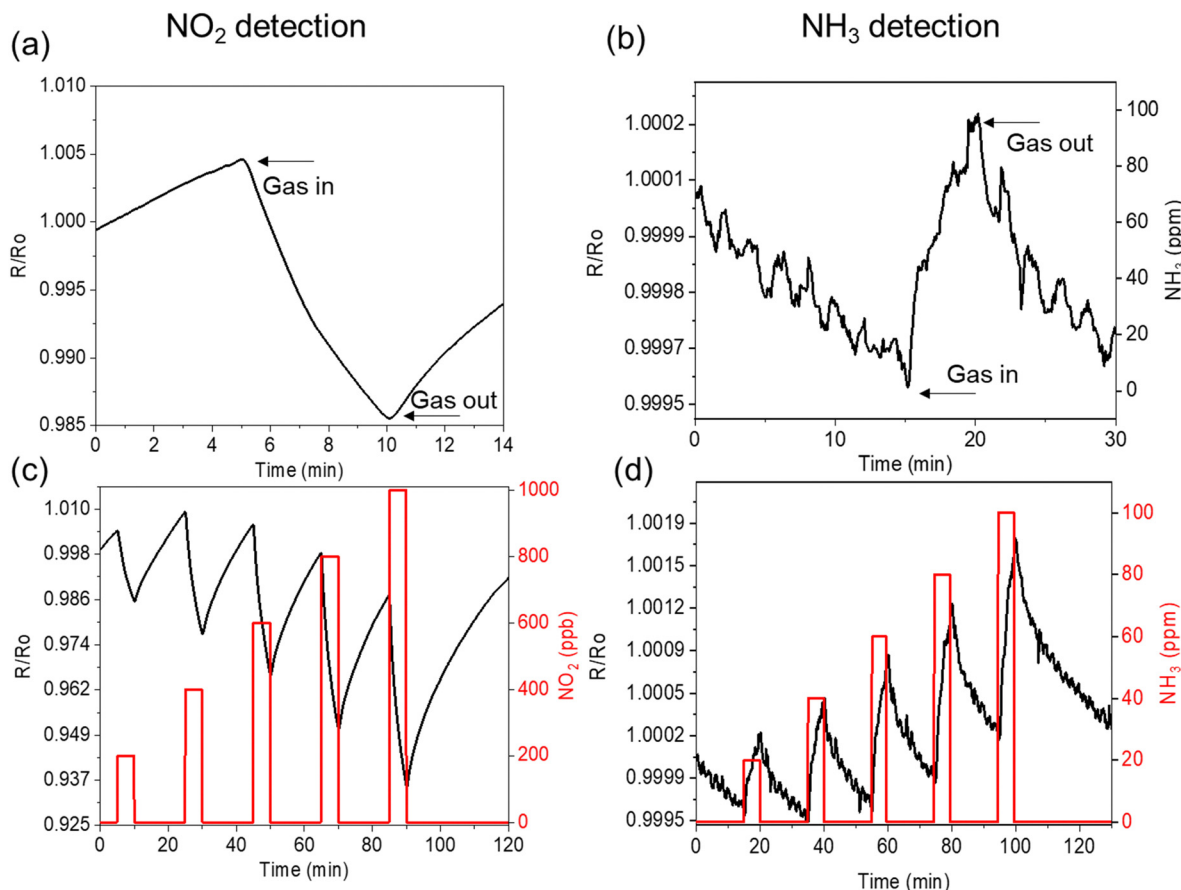 NO₂ detection
NH₃ detection
(a)
1.010
1.005
1.000
0.995
0.990
0.985
R/Ro
Gas in
Gas out
0 2 4 6 8 10 12 14
Time (min)
(b)
1.0002
1.0001
0.9999
0.9998
0.9997
0.9995
R/Ro
100
80
60
40
20
0
NH₃ (ppm)
Gas out
Gas in
0 10 20 30
Time (min)
(c)
1.010
0.998
0.986
0.974
0.962
0.949
0.937
0.925
R/Ro
1000
800
600
400
200
0
NO₂ (ppb)
0 20 40 60 80 100 120
Time (min)
(d)
1.0019
1.0015
1.0012
1.0009
1.0005
1.0002
0.9999
0.9995
R/Ro
100
80
60
40
20
0
NH₃ (ppm)
0 20 40 60 80 100 120
Time (min)